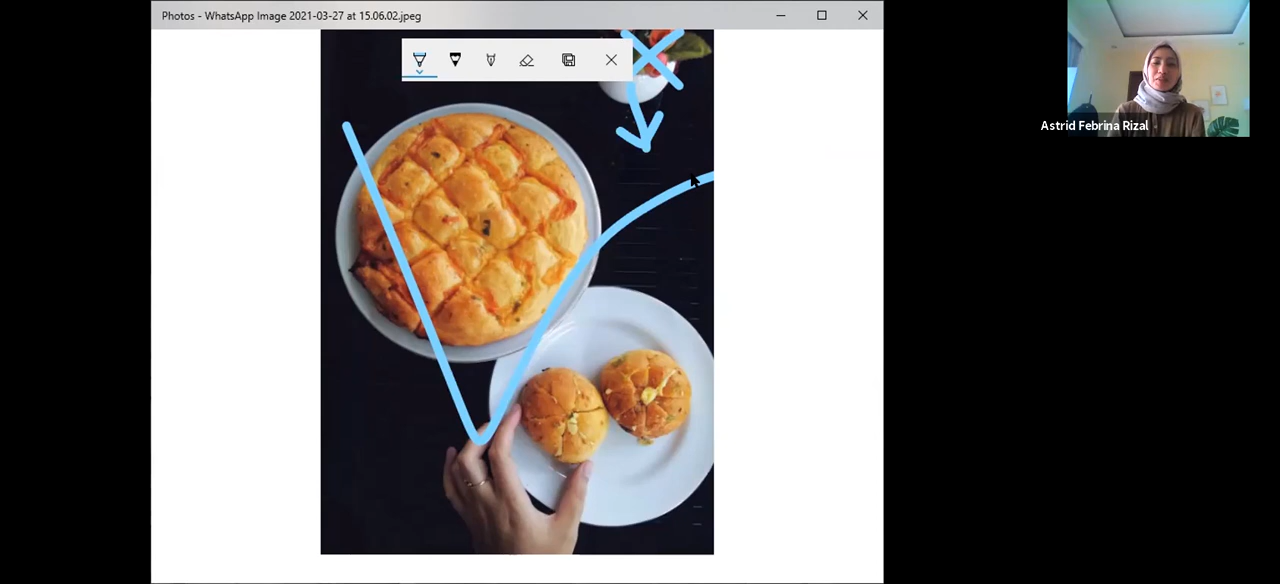 Photos - WhatsApp Image 2021-03-27 at 15.06.02.jpeg
Astrid Febrina Rizal